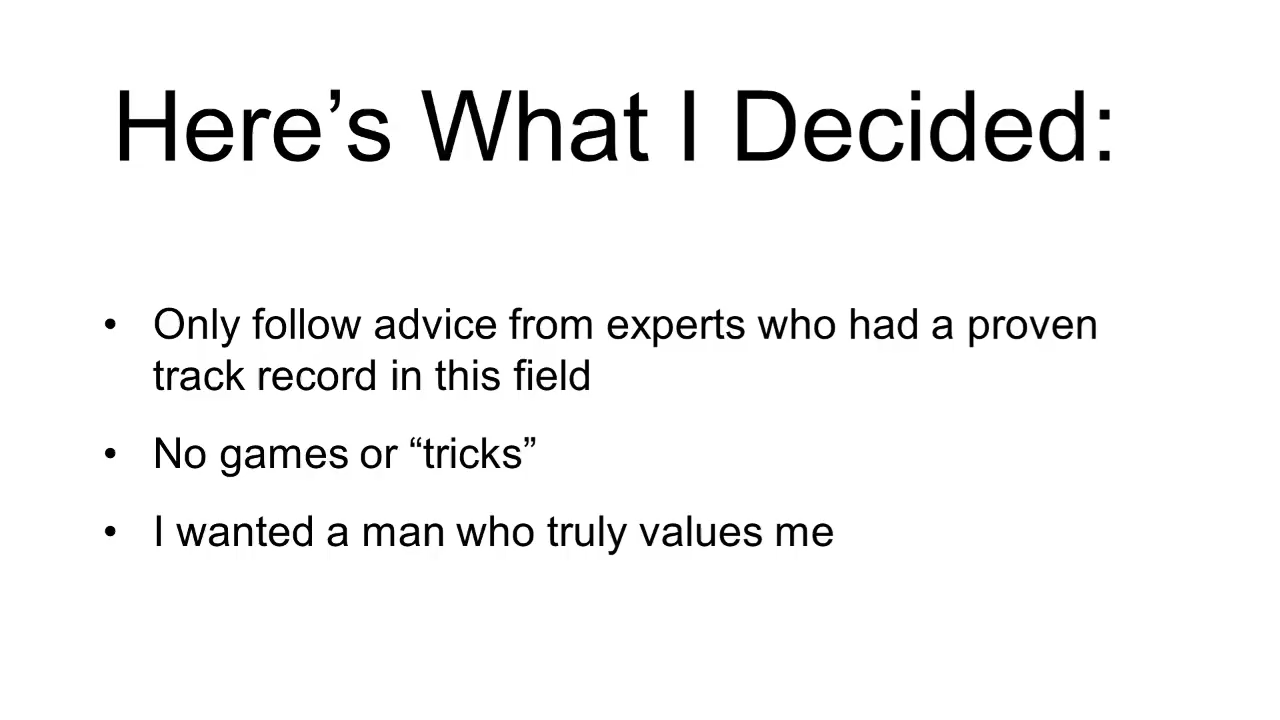 Here’s What I Decided:
• Only follow advice from experts who had a proven
track record in this field
• No games or “tricks”
• I wanted a man who truly values me